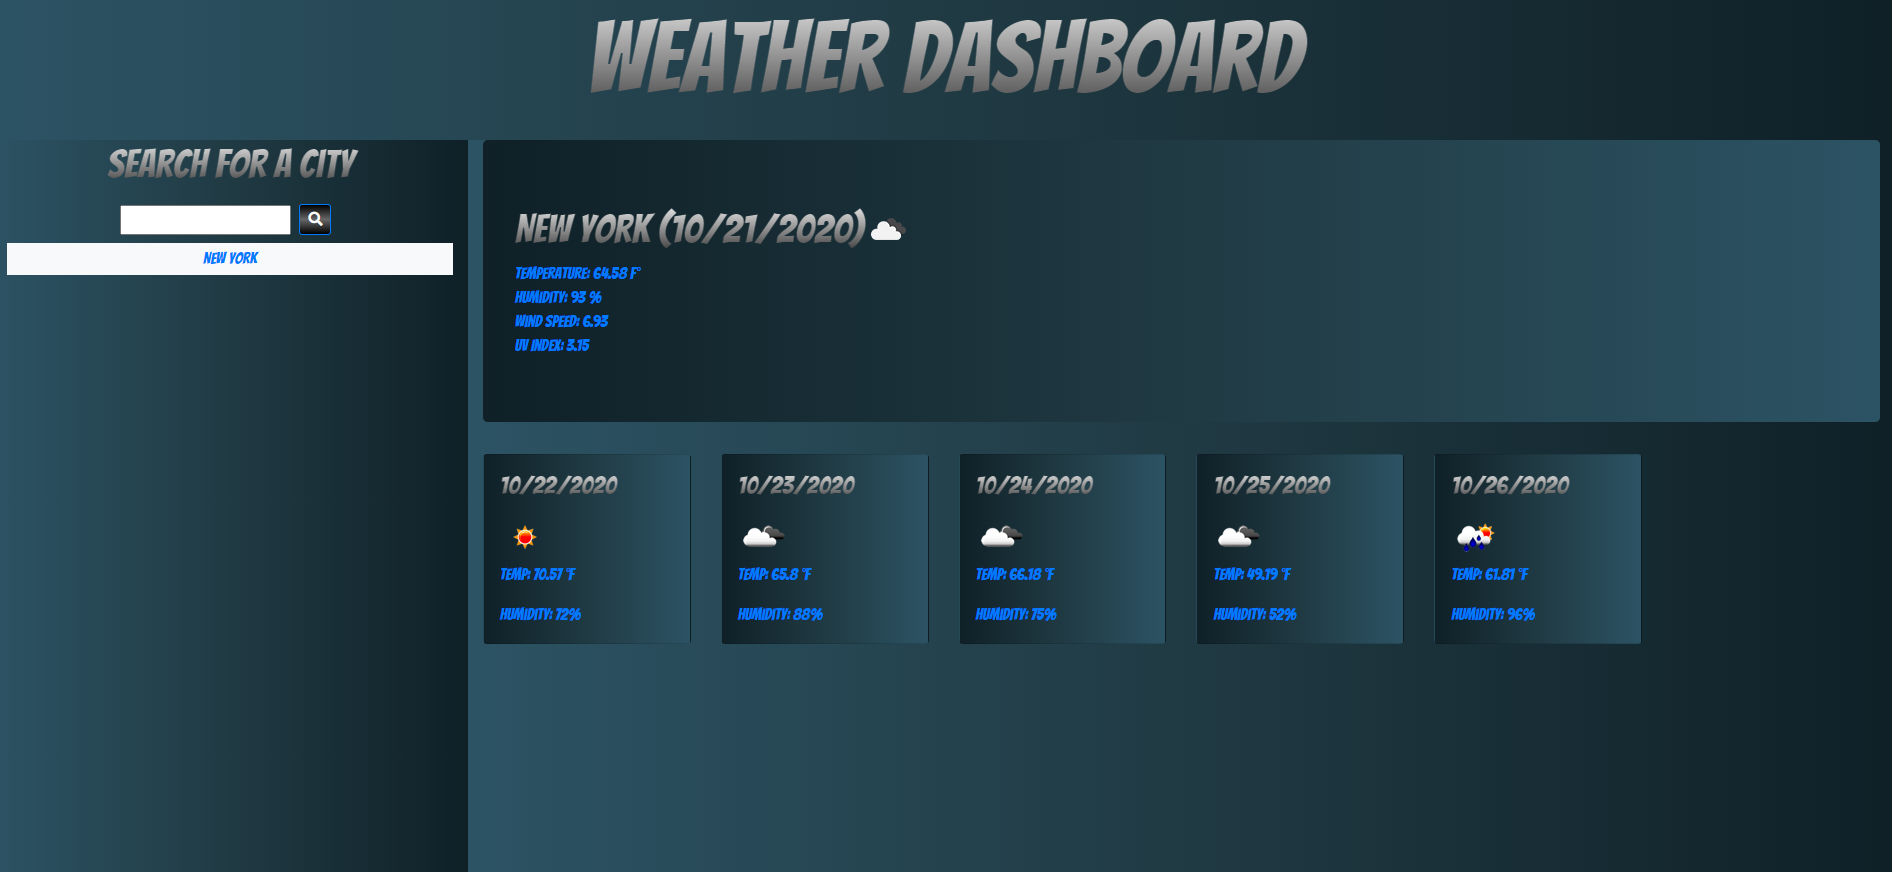 WEATHER DASHBOARD
SEARCH FOR A CITY
NEW YORK
NEW YORK (10/21/2020)
TEMPERATURE: 64.58 F°
HUMIDITY: 93 %
WIND SPEED: 6.93
UV INDEX: 3.15
10/22/2020
TEMP: 70.57 °F
HUMIDITY: 72%
10/23/2020
TEMP: 65.8 °F
HUMIDITY: 88%
10/24/2020
TEMP: 66.18 °F
HUMIDITY: 75%
10/25/2020
TEMP: 49.19 °F
HUMIDITY: 52%
10/26/2020
TEMP: 61.81 °F
HUMIDITY: 96%